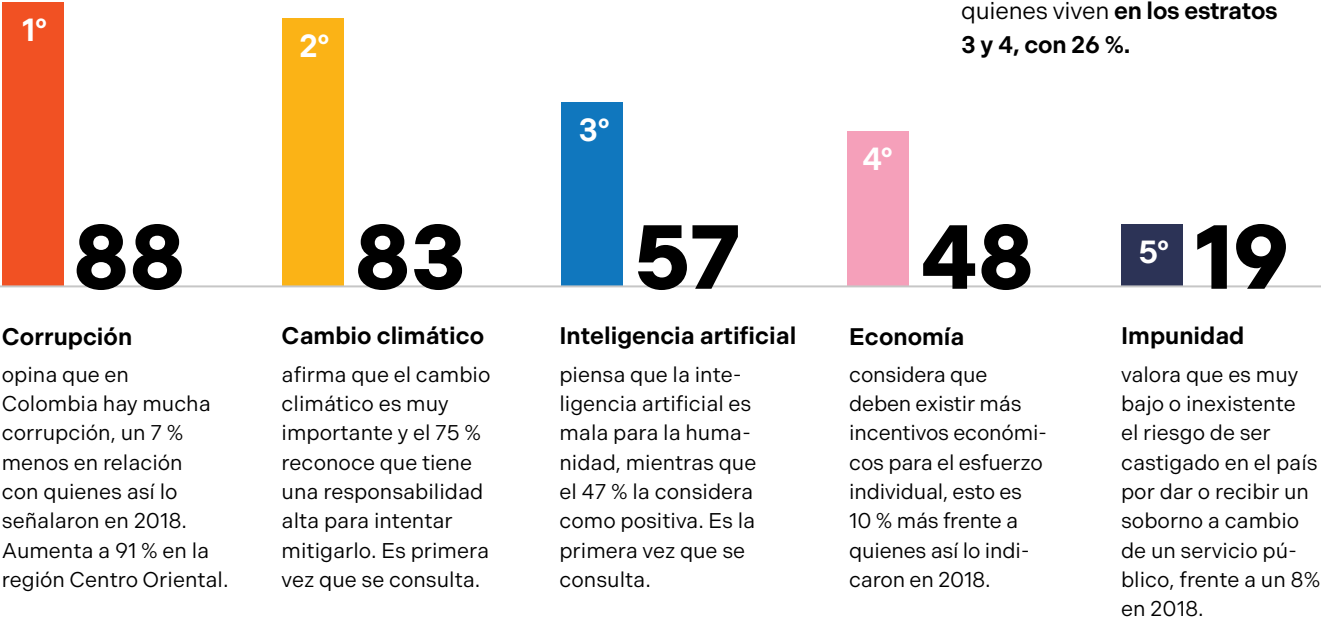 quienes viven en los estratos
3 y 4, con 26 %.
1°
88
Corrupción
opina que en
Colombia hay mucha
corrupción, un 7 %
menos en relación
con quienes así lo
señalaron en 2018.
Aumenta a 91 % en la
región Centro Oriental.
2°
83
Cambio climático
afirma que el cambio
climático es muy
importante y el 75 %
reconoce que tiene
una responsabilidad
alta para intentar
mitigarlo. Es primera
vez que se consulta.
3°
57
Inteligencia artificial
piensa que la inte-
ligencia artificial es
mala para la huma-
nidad, mientras que
el 47 % la considera
como positiva. Es la
primera vez que se
consulta.
4°
48
Economía
considera que
deben existir más
incentivos económi-
cos para el esfuerzo
individual, esto es
10 % más frente a
quienes así lo indi-
caron en 2018.
5°
19
Impunidad
valora que es muy
bajo o inexistente
el riesgo de ser
castigado en el país
por dar o recibir un
soborno a cambio
de un servicio pú-
blico, frente a un 8%
en 2018.